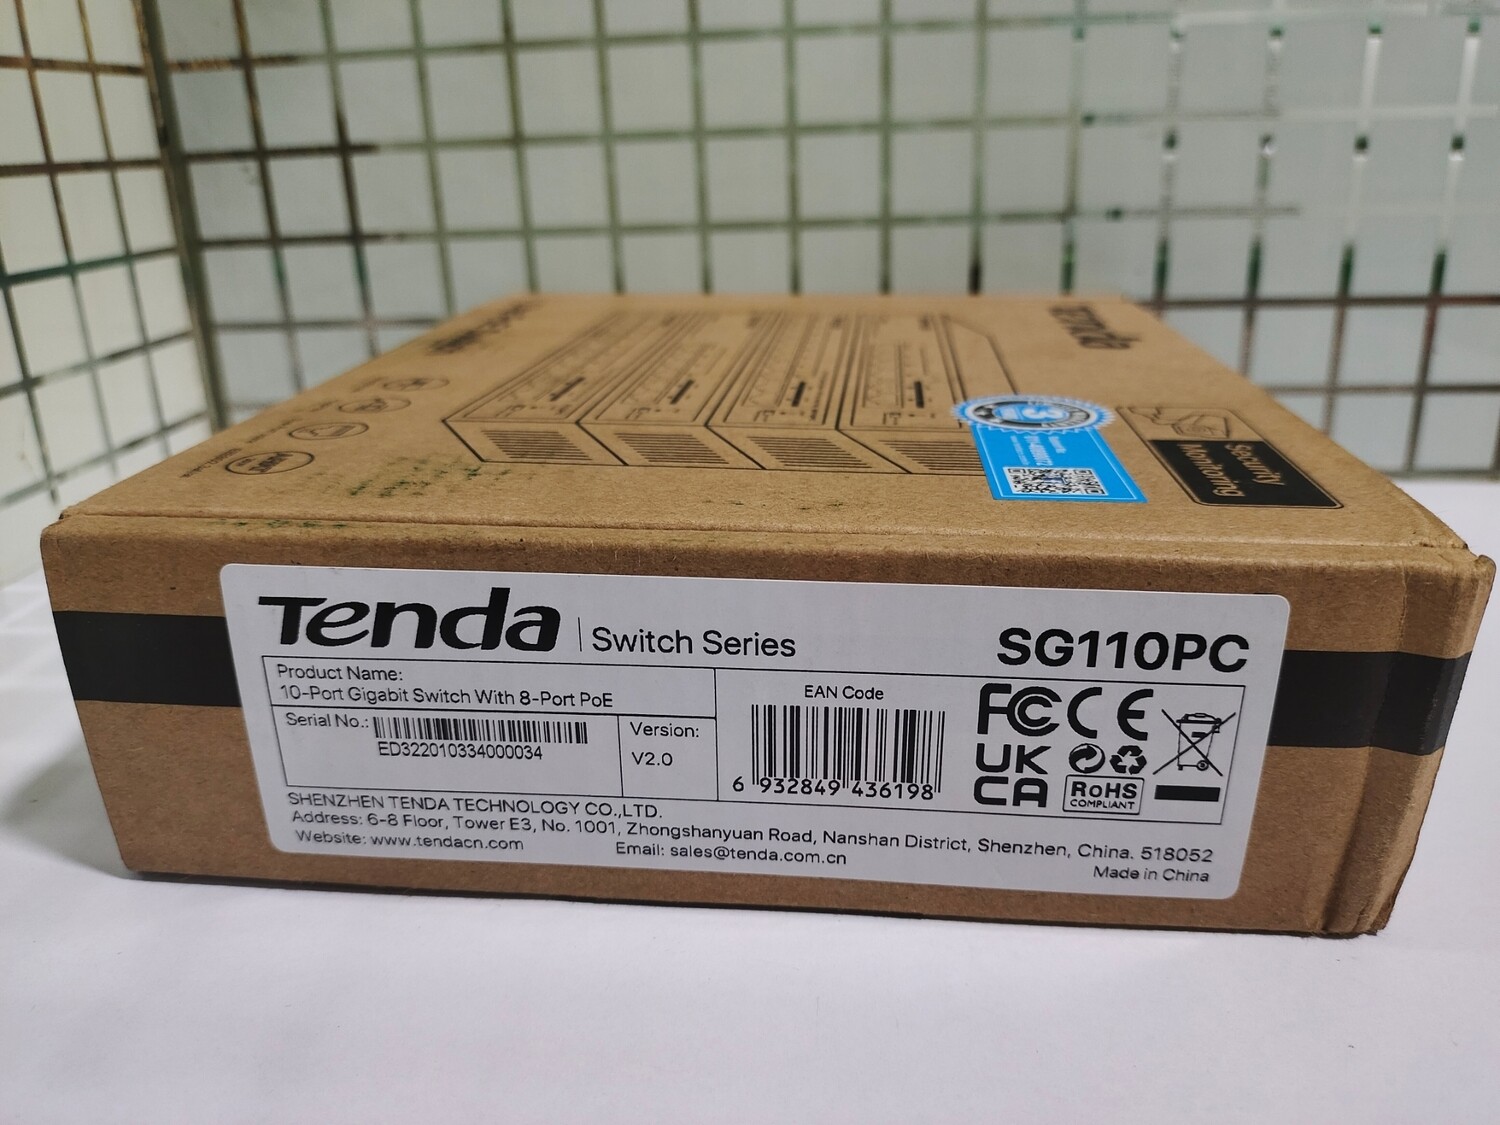 Tenda
Security
Monitoring
3
Tenda | Switch Series
SG110PC
Product Name:
10-Port Gigabit Switch With 8-Port PoE
Serial No.:
ED322010334000034
Version:
V2.0
EAN Code
6 932849 436198
FC CE
UK
CA
RoHS
COMPLIANT
SHENZHEN TENDA TECHNOLOGY CO.,LTD.
Address: 6-8 Floor, Tower E3, No. 1001, Zhongshanyuan Road, Nanshan District, Shenzhen, China. 518052
Website: www.tendacn.com Email: sales@tenda.com.cn
Made in China